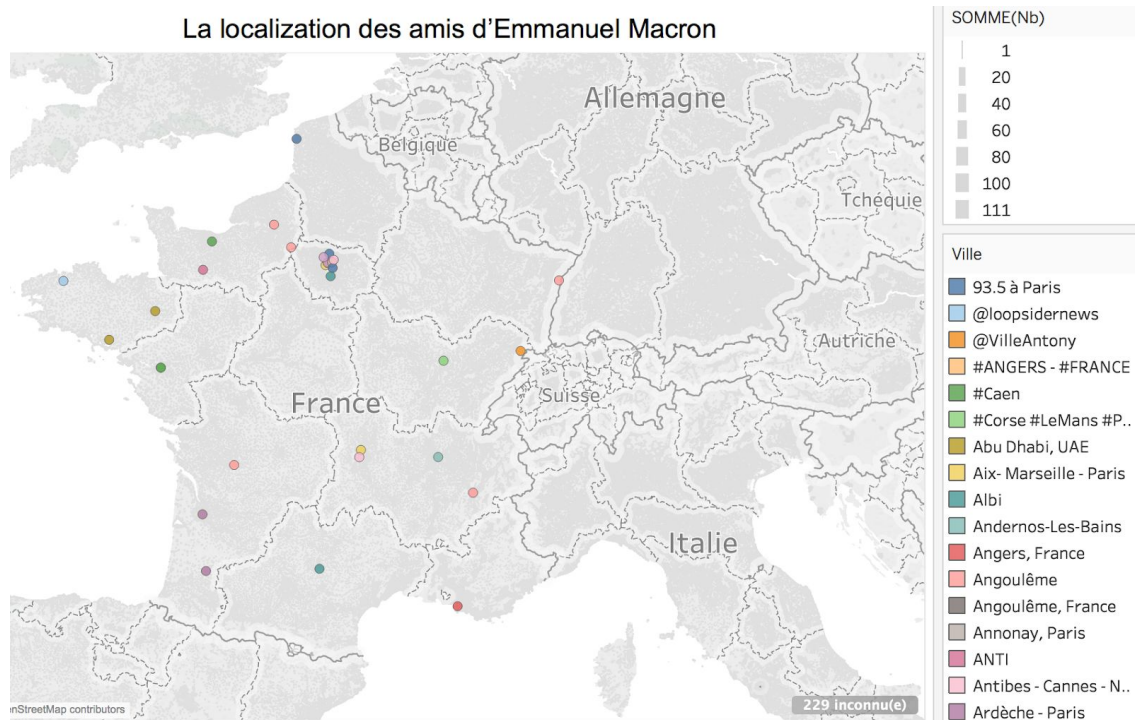 La localization des amis d’Emmanuel Macron
SOMME(Nb)
1
20
40
60
80
100
111
Allemagne
Belgique
Tchéquie
Autriche
Suisse
France
Italie
Ville
93.5 à Paris
@loopsidernews
@VilleAntony
#ANGERS - #FRANCE
#Caen
#Corse #LeMans #P..
Abu Dhabi, UAE
Aix- Marseille - Paris
Albi
Andernos-Les-Bains
Angers, France
Angoulême
Angoulême, France
Annonay, Paris
ANTI
Antibes - Cannes - N..
Ardèche - Paris
nStreetMap contributors
229 inconnu(e)